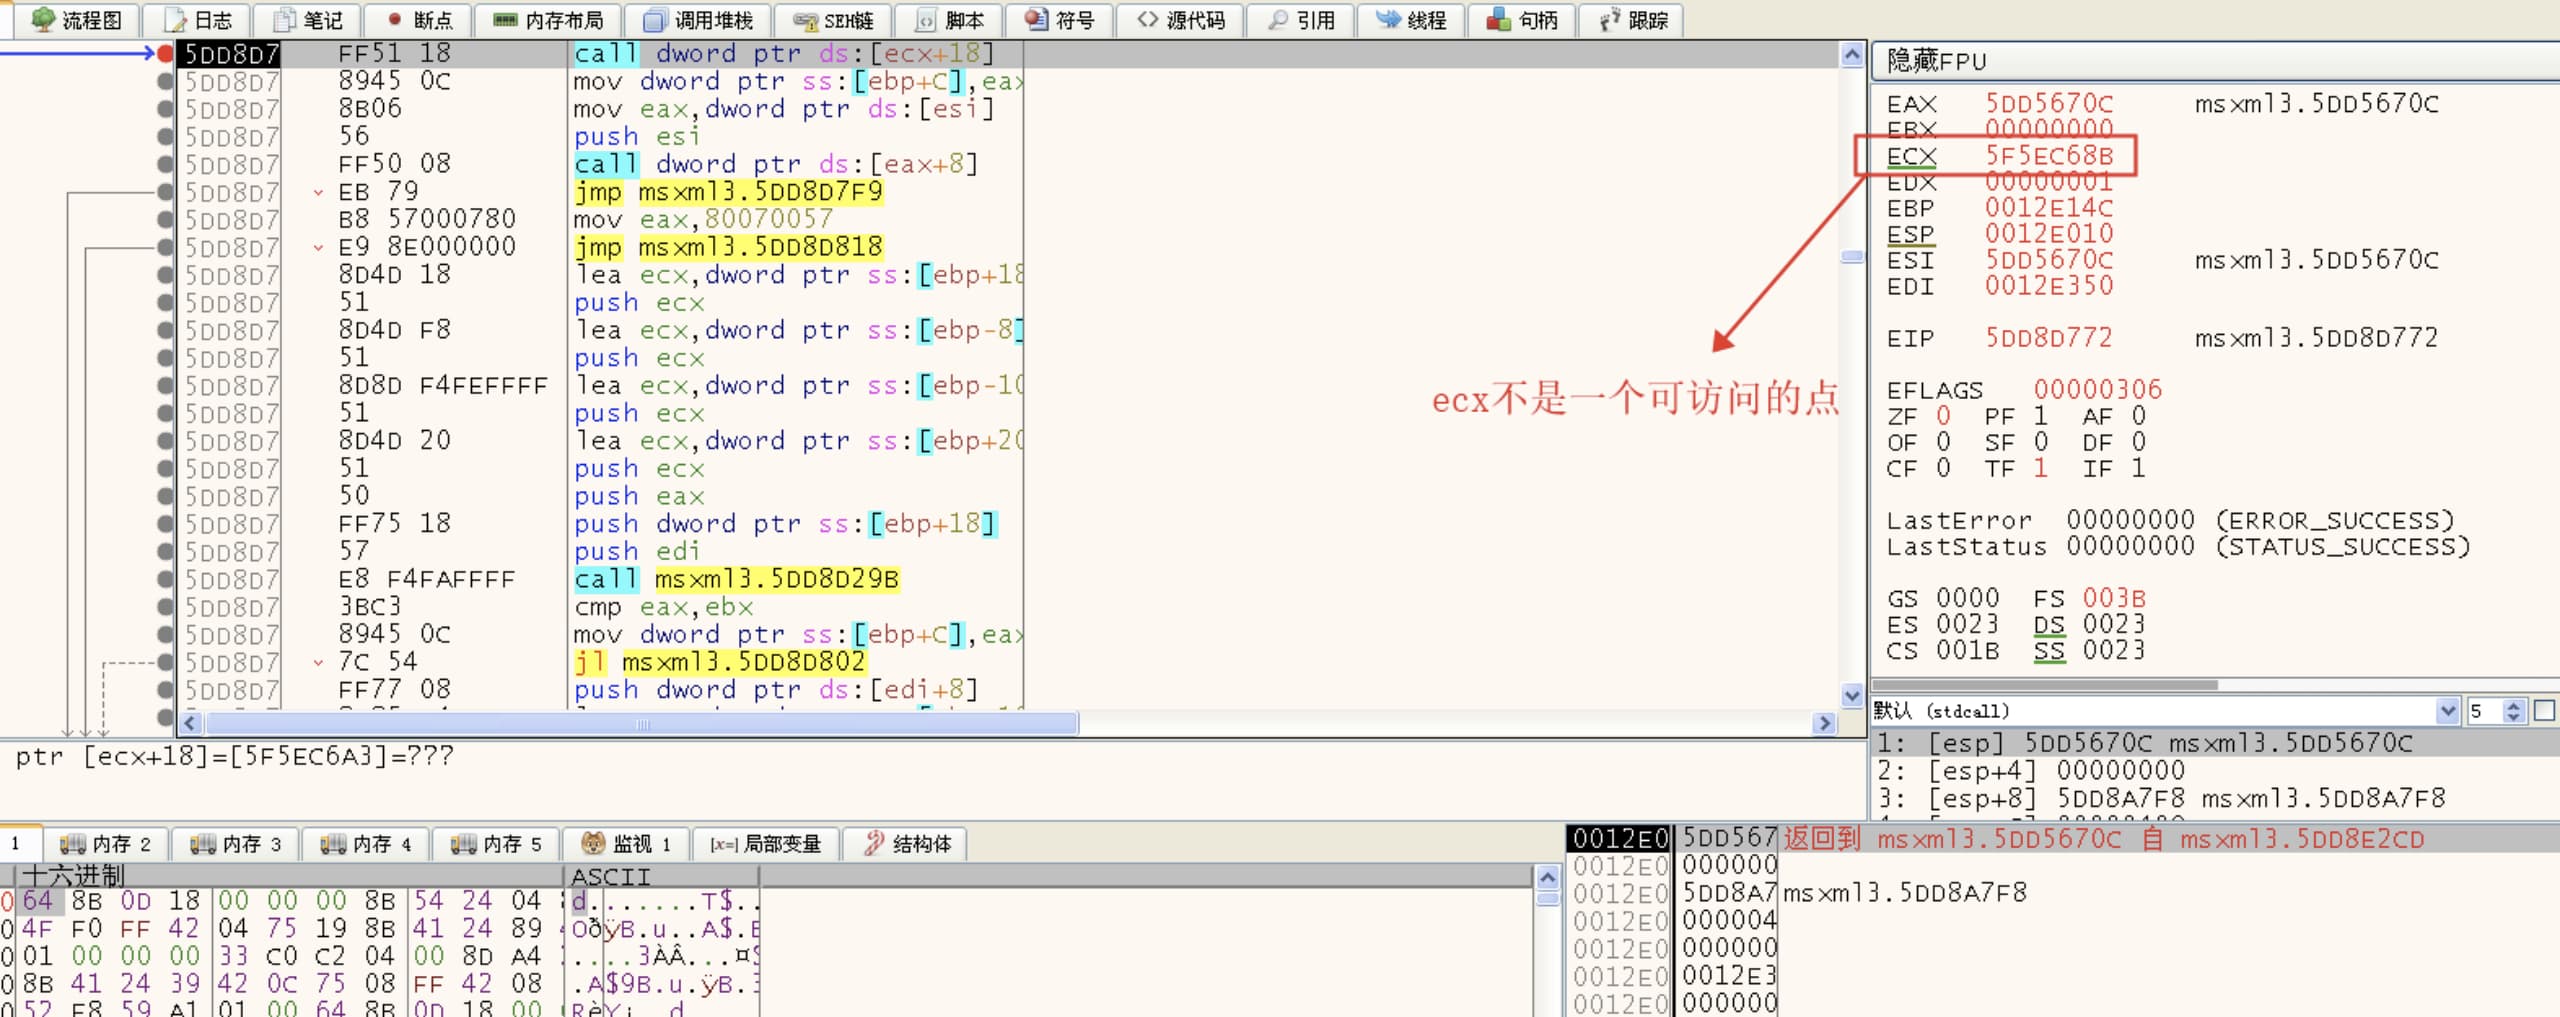 流程图 日志 笔记 断点 内存布局 调用堆栈 SEH链 脚本 符号 <> 源代码 引用 线程 句柄 跟踪
5DD8D7 FF51 18 call dword ptr ds:[ecx+18]
5DD8D7 8945 0C mov dword ptr ss:[ebp+C],eax
5DD8D7 8B06 mov eax,dword ptr ds:[esi]
5DD8D7 56 push esi
5DD8D7 FF50 08 call dword ptr ds:[eax+8]
5DD8D7 EB 79 jmp msxml3.5DD8D7F9
5DD8D7 B8 57000780 mov eax,80070057
5DD8D7 E9 8E000000 jmp msxml3.5DD8D818
5DD8D7 8D4D 18 lea ecx,dword ptr ss:[ebp+18
5DD8D7 51 push ecx
5DD8D7 8D4D F8 lea ecx,dword ptr ss:[ebp-8]
5DD8D7 51 push ecx
5DD8D7 8D8D F4FEFFFF lea ecx,dword ptr ss:[ebp-10
5DD8D7 51 push ecx
5DD8D7 8D4D 20 lea ecx,dword ptr ss:[ebp+20
5DD8D7 51 push ecx
5DD8D7 50 push eax
5DD8D7 FF75 18 push dword ptr ss:[ebp+18]
5DD8D7 57 push edi
5DD8D7 E8 F4FAFFFF call msxml3.5DD8D29B
5DD8D7 3BC3 cmp eax,ebx
5DD8D7 8945 0C mov dword ptr ss:[ebp+C],eax
5DD8D7 7C 54 jl msxml3.5DD8D802
5DD8D7 FF77 08 push dword ptr ds:[edi+8]
ecx不是一个可访问的点
隐藏FPU
EAX 5DD5670C msxml3.5DD5670C
EBX 00000000
ECX 5F5EC68B
EDX 00000001
EBP 0012E14C
ESP 0012E010
ESI 5DD5670C msxml3.5DD5670C
EDI 0012E350
EIP 5DD8D772 msxml3.5DD8D772
EFLAGS 00000306
ZF 0 PF 1 AF 0
OF 0 SF 0 DF 0
CF 0 TF 1 IF 1
LastError 00000000 (ERROR_SUCCESS)
LastStatus 00000000 (STATUS_SUCCESS)
GS 0000 FS 003B
ES 0023 DS 0023
CS 001B SS 0023
默认 (stdcall) 5
1: [esp] 5DD5670C msxml3.5DD5670C
2: [esp+4] 00000000
3: [esp+8] 5DD8A7F8 msxml3.5DD8A7F8
ptr [ecx+18]=[5F5EC6A3]=???
1 内存 2 内存 3 内存 4 内存 5 监视 1 [x=] 局部变量 结构体
十六进制 ASCII
0 64 8B 0D 18 00 00 00 8B 54 24 04 d.......T$..
0 4F F0 FF 42 04 75 19 8B 41 24 89 OðÿB.u..A$.E
0 01 00 00 00 33 C0 C2 04 00 8D A4 ....3ÀÂ...¤$
0 8B 41 24 39 42 0C 75 08 FF 42 08 .A$9B.u.ÿB.3
52 E8 59 A1 01 00 64 8B 0D 18 00 RèY¡..d
0012E0 5DD567 返回到 msxml3.5DD5670C 自 msxml3.5DD8E2CD
0012E0 000000
0012E0 5DD8A7 msxml3.5DD8A7F8
0012E0 000004
0012E0 000000
0012E0 0012E3
0012E0 000000